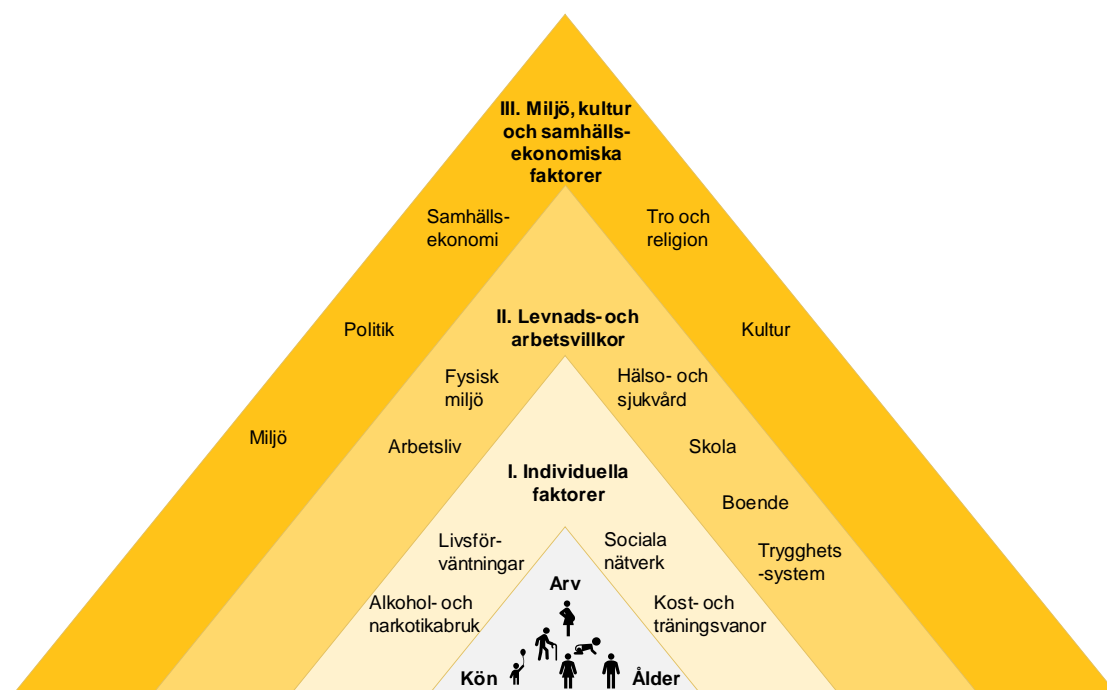 III. Miljö, kultur
och samhälls-
ekonomiska
faktorer
Samhälls-
ekonomi
Tro och
religion
Politik
Kultur
Miljö
II. Levnads- och
arbetsvillkor
Fysisk
miljö
Hälso- och
sjukvård
Arbetsliv
Skola
Boende
Trygghets
-system
I. Individuella
faktorer
Livsför-
väntningar
Sociala
nätverk
Alkohol- och
narkotikabruk
Kost- och
träningsvanor
Arv
Kön
Ålder